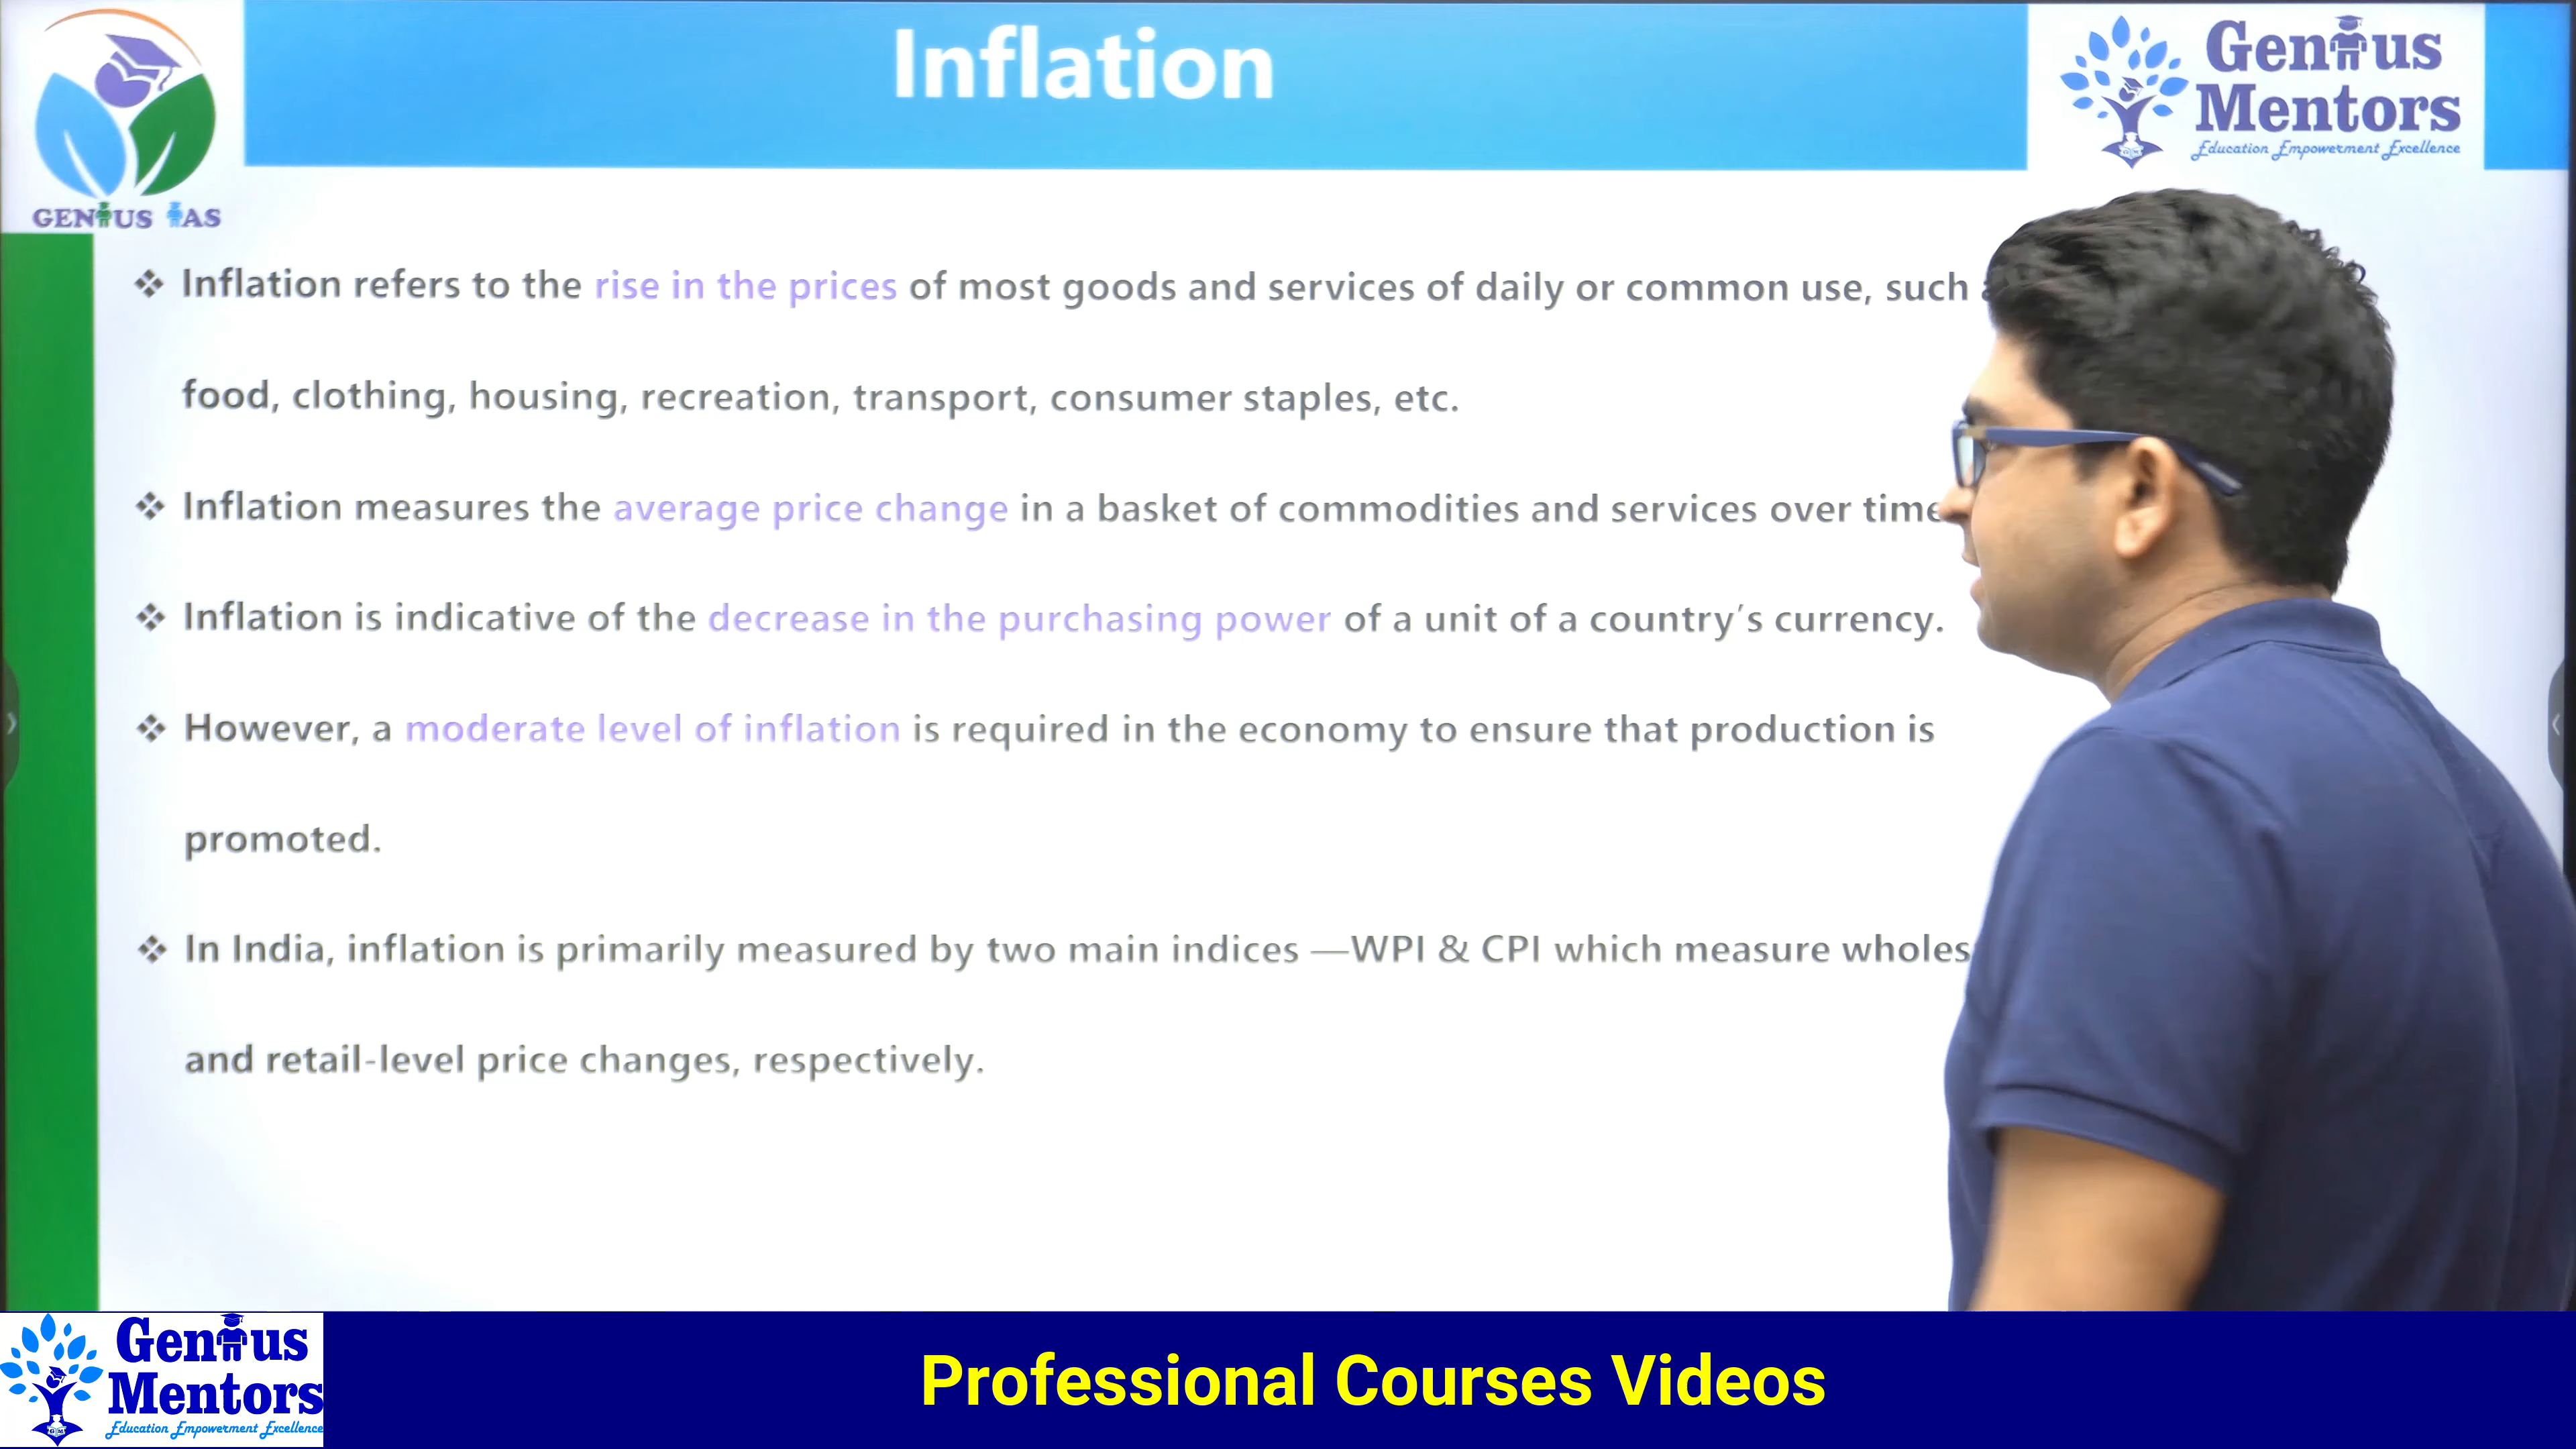 Inflation
Genius
Mentors
Education Empowerment Excellence
GENIUS IAS
❖ Inflation refers to the rise in the prices of most goods and services of daily or common use, such
food, clothing, housing, recreation, transport, consumer staples, etc.
❖ Inflation measures the average price change in a basket of commodities and services over time
❖ Inflation is indicative of the decrease in the purchasing power of a unit of a country’s currency.
❖ However, a moderate level of inflation is required in the economy to ensure that production is
promoted.
❖ In India, inflation is primarily measured by two main indices —WPI & CPI which measure wholes
and retail-level price changes, respectively.
Genius
Mentors
Education Empowerment Excellence
Professional Courses Videos